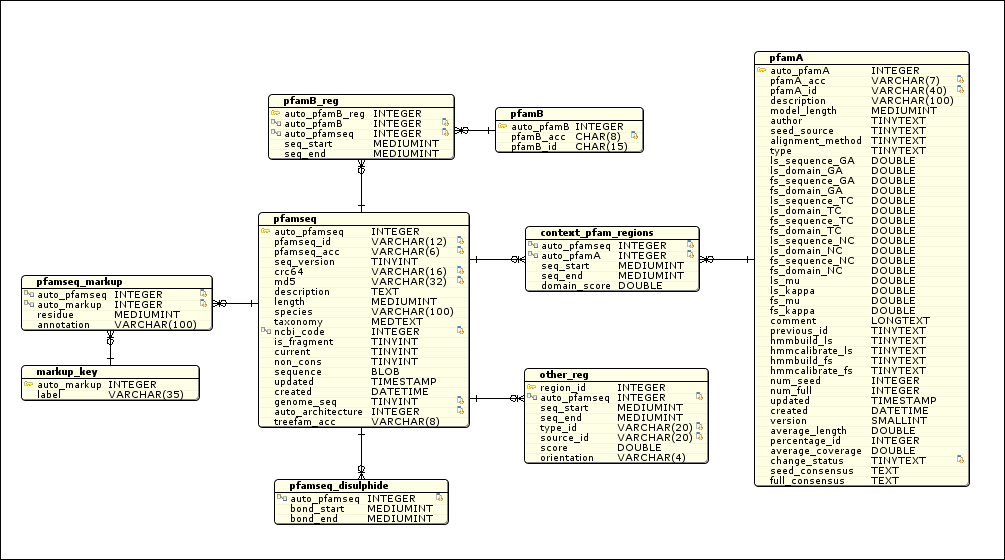 pfamA
auto_pfamA INTEGER
pfamA_acc VARCHAR(7)
pfamA_id VARCHAR(40)
description VARCHAR(100)
model_length MEDIUMINT
author TINYTEXT
seed_source TINYTEXT
alignment_method TINYTEXT
type TINYTEXT
ls_sequence_GA DOUBLE
ls_domain_GA DOUBLE
fs_sequence_GA DOUBLE
fs_domain_GA DOUBLE
ls_sequence_TC DOUBLE
ls_domain_TC DOUBLE
fs_sequence_TC DOUBLE
fs_domain_TC DOUBLE
ls_sequence_NC DOUBLE
ls_domain_NC DOUBLE
fs_sequence_NC DOUBLE
fs_domain_NC DOUBLE
ls_mu DOUBLE
ls_kappa DOUBLE
fs_mu DOUBLE
fs_kappa DOUBLE
comment LONGTEXT
previous_id TINYTEXT
hmmbuild_ls TINYTEXT
hmmcalibrate_ls TINYTEXT
hmmbuild_fs TINYTEXT
hmmcalibrate_fs TINYTEXT
num_seed INTEGER
num_full INTEGER
updated TIMESTAMP
created DATETIME
version SMALLINT
average_length DOUBLE
percentage_id INTEGER
average_coverage DOUBLE
change_status TINYTEXT
seed_consensus TEXT
full_consensus TEXT
pfamB_reg
auto_pfamB_reg INTEGER
auto_pfamB INTEGER
auto_pfamseq INTEGER
seq_start MEDIUMINT
seq_end MEDIUMINT
pfamB
auto_pfamB INTEGER
pfamB_acc CHAR(8)
pfamB_id CHAR(15)
pfamseq
auto_pfamseq INTEGER
pfamseq_id VARCHAR(12)
pfamseq_acc VARCHAR(6)
seq_version TINYINT
crc64 VARCHAR(16)
md5 VARCHAR(32)
description TEXT
length MEDIUMINT
species VARCHAR(100)
taxonomy MEDTEXT
ncbi_code INTEGER
is_fragment TINYINT
current TINYINT
non_cons TINYINT
sequence BLOB
updated TIMESTAMP
created DATETIME
genome_seq TINYINT
auto_architecture INTEGER
treefam_acc VARCHAR(8)
context_pfam_regions
auto_pfamseq INTEGER
auto_pfamA INTEGER
seq_start MEDIUMINT
seq_end MEDIUMINT
domain_score DOUBLE
pfamseq_markup
auto_pfamseq INTEGER
auto_markup INTEGER
residue MEDIUMINT
annotation VARCHAR(100)
markup_key
auto_markup INTEGER
label VARCHAR(35)
other_reg
region_id INTEGER
auto_pfamseq INTEGER
seq_start MEDIUMINT
seq_end MEDIUMINT
type_id VARCHAR(20)
source_id VARCHAR(20)
score DOUBLE
orientation VARCHAR(4)
pfamseq_disulphide
auto_pfamseq INTEGER
bond_start MEDIUMINT
bond_end MEDIUMINT